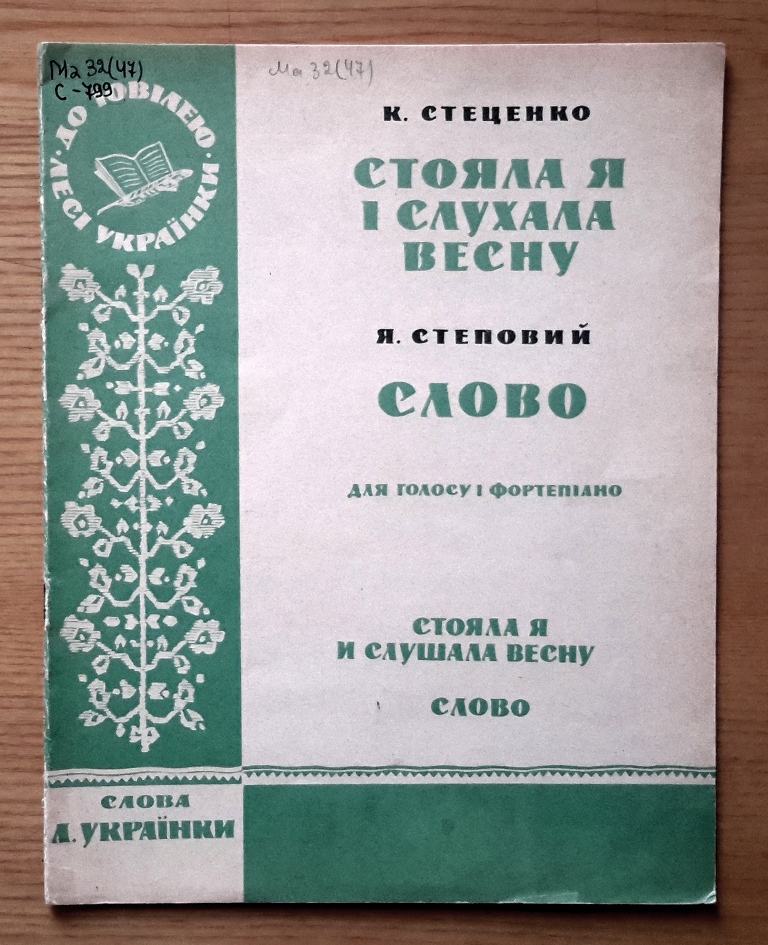 Ма 32(47)
С-799
Ма 32(47)
ДО ЮВІЛЕЮ
ЛЕСІ УКРАЇНКИ
К. СТЕЦЕНКО
СТОЯЛА Я
І СЛУХАЛА
ВЕСНУ
Я. СТЕПОВИЙ
СЛОВО
ДЛЯ ГОЛОСУ І ФОРТЕПІАНО
СТОЯЛА Я
И СЛУШАЛА ВЕСНУ
СЛОВО
СЛОВА
Л. УКРАЇНКИ